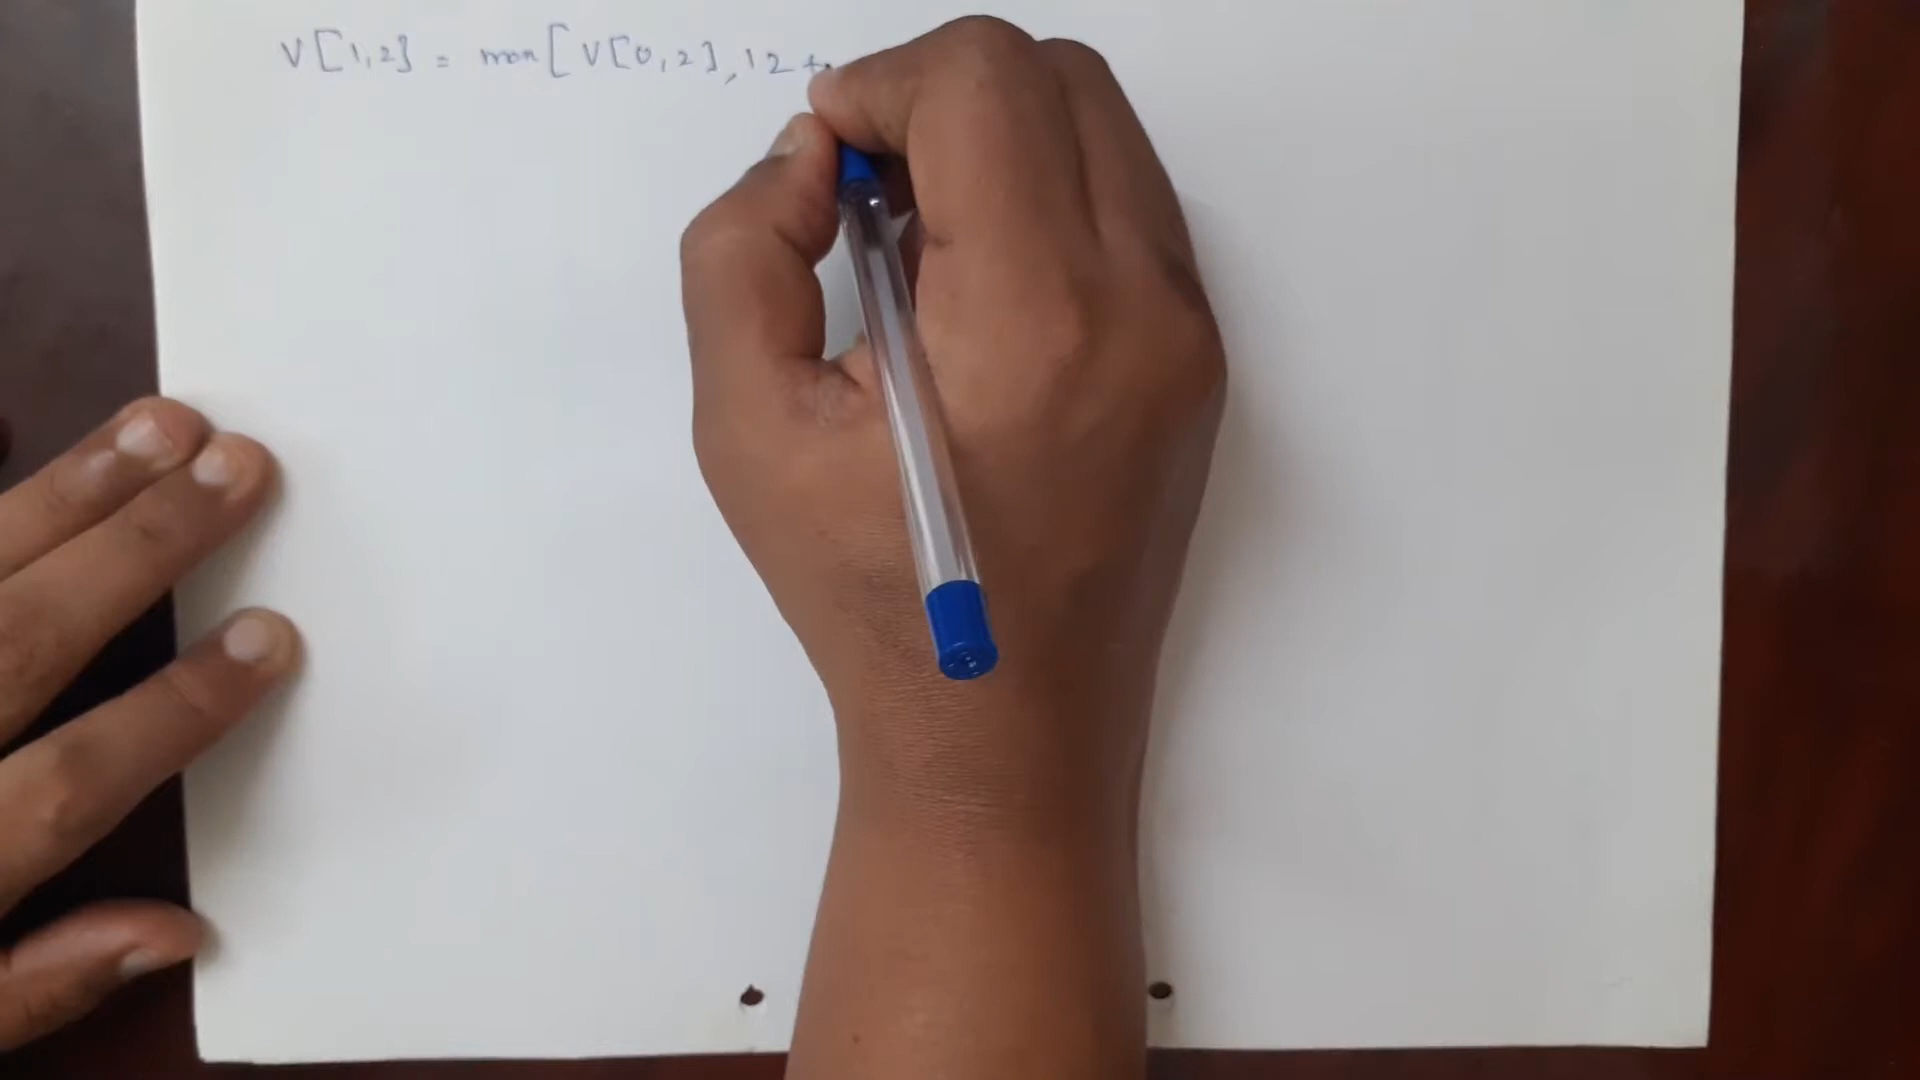 V[1,2] = max[V[0,2], 12 +